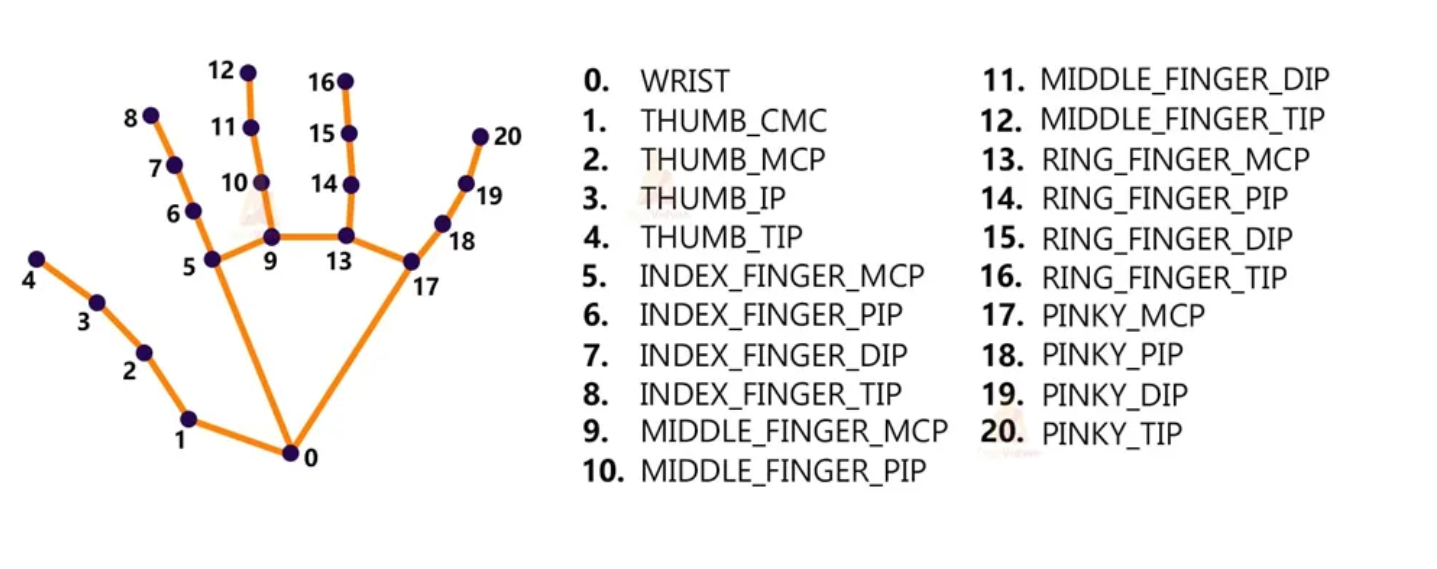 12
16
8
11
15
20
7
10
14
19
6
18
5
9
13
17
4
3
2
1
0
0. WRIST
1. THUMB_CMC
2. THUMB_MCP
3. THUMB_IP
4. THUMB_TIP
5. INDEX_FINGER_MCP
6. INDEX_FINGER_PIP
7. INDEX_FINGER_DIP
8. INDEX_FINGER_TIP
9. MIDDLE_FINGER_MCP
10. MIDDLE_FINGER_PIP
11. MIDDLE_FINGER_DIP
12. MIDDLE_FINGER_TIP
13. RING_FINGER_MCP
14. RING_FINGER_PIP
15. RING_FINGER_DIP
16. RING_FINGER_TIP
17. PINKY_MCP
18. PINKY_PIP
19. PINKY_DIP
20. PINKY_TIP